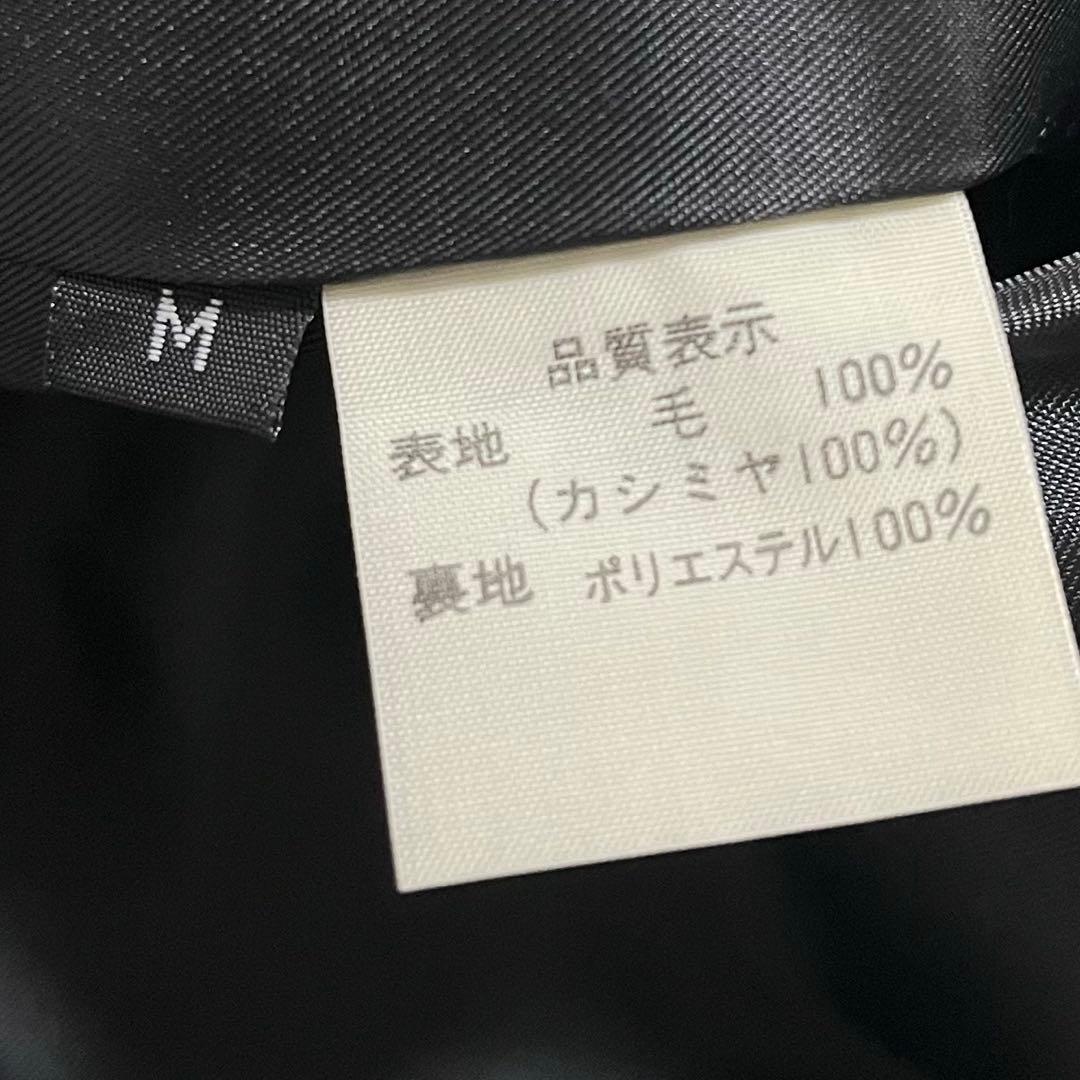 M
品質表示
表地 毛 100%
(カシミヤ100%)
裏地 ポリエステル100%